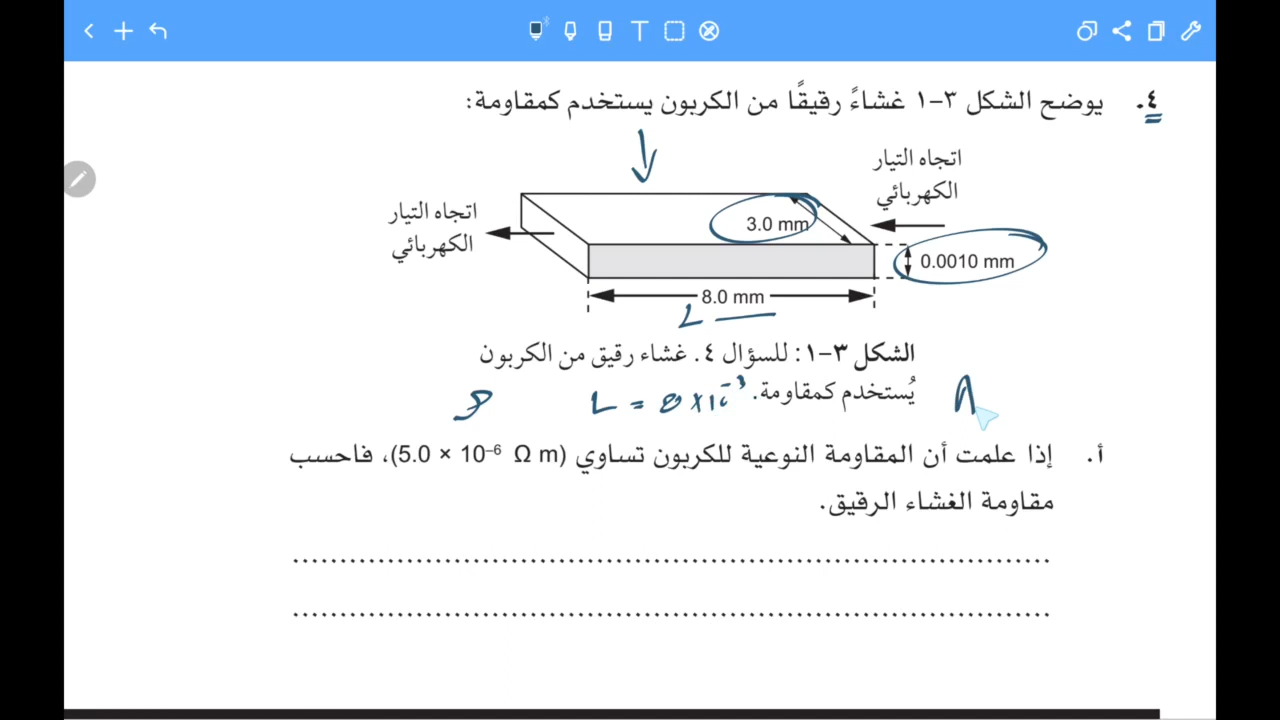 ٤. يوضح الشكل ٣-١ غشاءً رقيقًا من الكربون يستخدم كمقاومة:
اتجاه التيار
الكهربائي
اتجاه التيار
الكهربائي
3.0 mm
0.0010 mm
8.0 mm
L
الشكل ٣-١: للسؤال ٤. غشاء رقيق من الكربون
يُستخدم كمقاومة.
L = 8 × 10⁻³
A
أ. إذا علمت أن المقاومة النوعية للكربون تساوي (5.0 × 10⁻⁶ Ω m)، فاحسب
مقاومة الغشاء الرقيق.